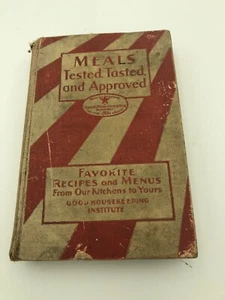 MEALS
Tested, Tasted,
and Approved
FAVORITE
RECIPES and MENUS
From Our Kitchens to Yours
GOOD HOUSEKEEPING
INSTITUTE